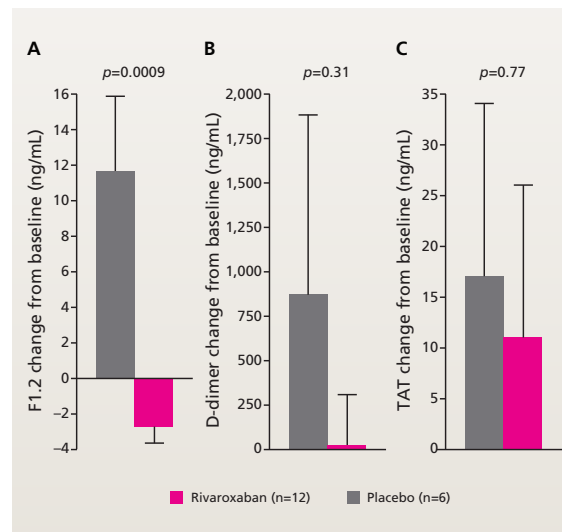 A
p=0.0009
F1.2 change from baseline (ng/mL)
16
14
12
10
8
6
4
2
0
–2
–4
B
p=0.31
D-dimer change from baseline (ng/mL)
2,000
1,750
1,500
1,250
1,000
750
500
250
0
C
p=0.77
TAT change from baseline (ng/mL)
35
30
25
20
15
10
5
0
Rivaroxaban (n=12)
Placebo (n=6)